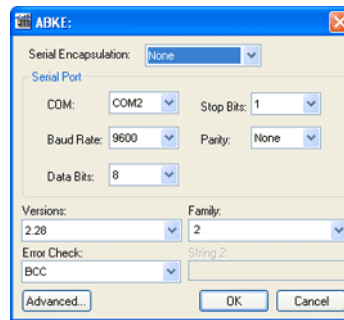 ABKE:
Serial Encapsulation: None
Serial Port
COM: COM2 Stop Bits: 1
Baud Rate: 9600 Parity: None
Data Bits: 8
Versions: Family:
2.28 2
Error Check: String 2:
BCC
Advanced... OK Cancel